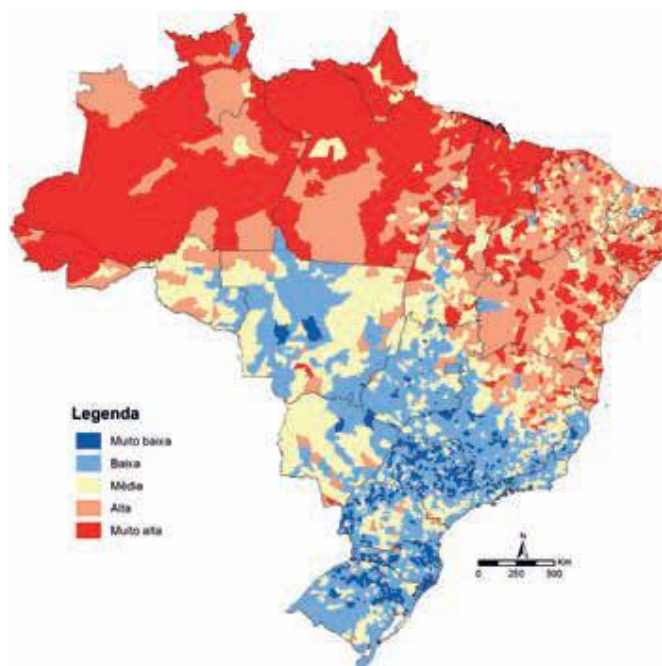 Legenda
Muito baixa
Baixa
Média
Alta
Muito alta
N
0 250 500 Km